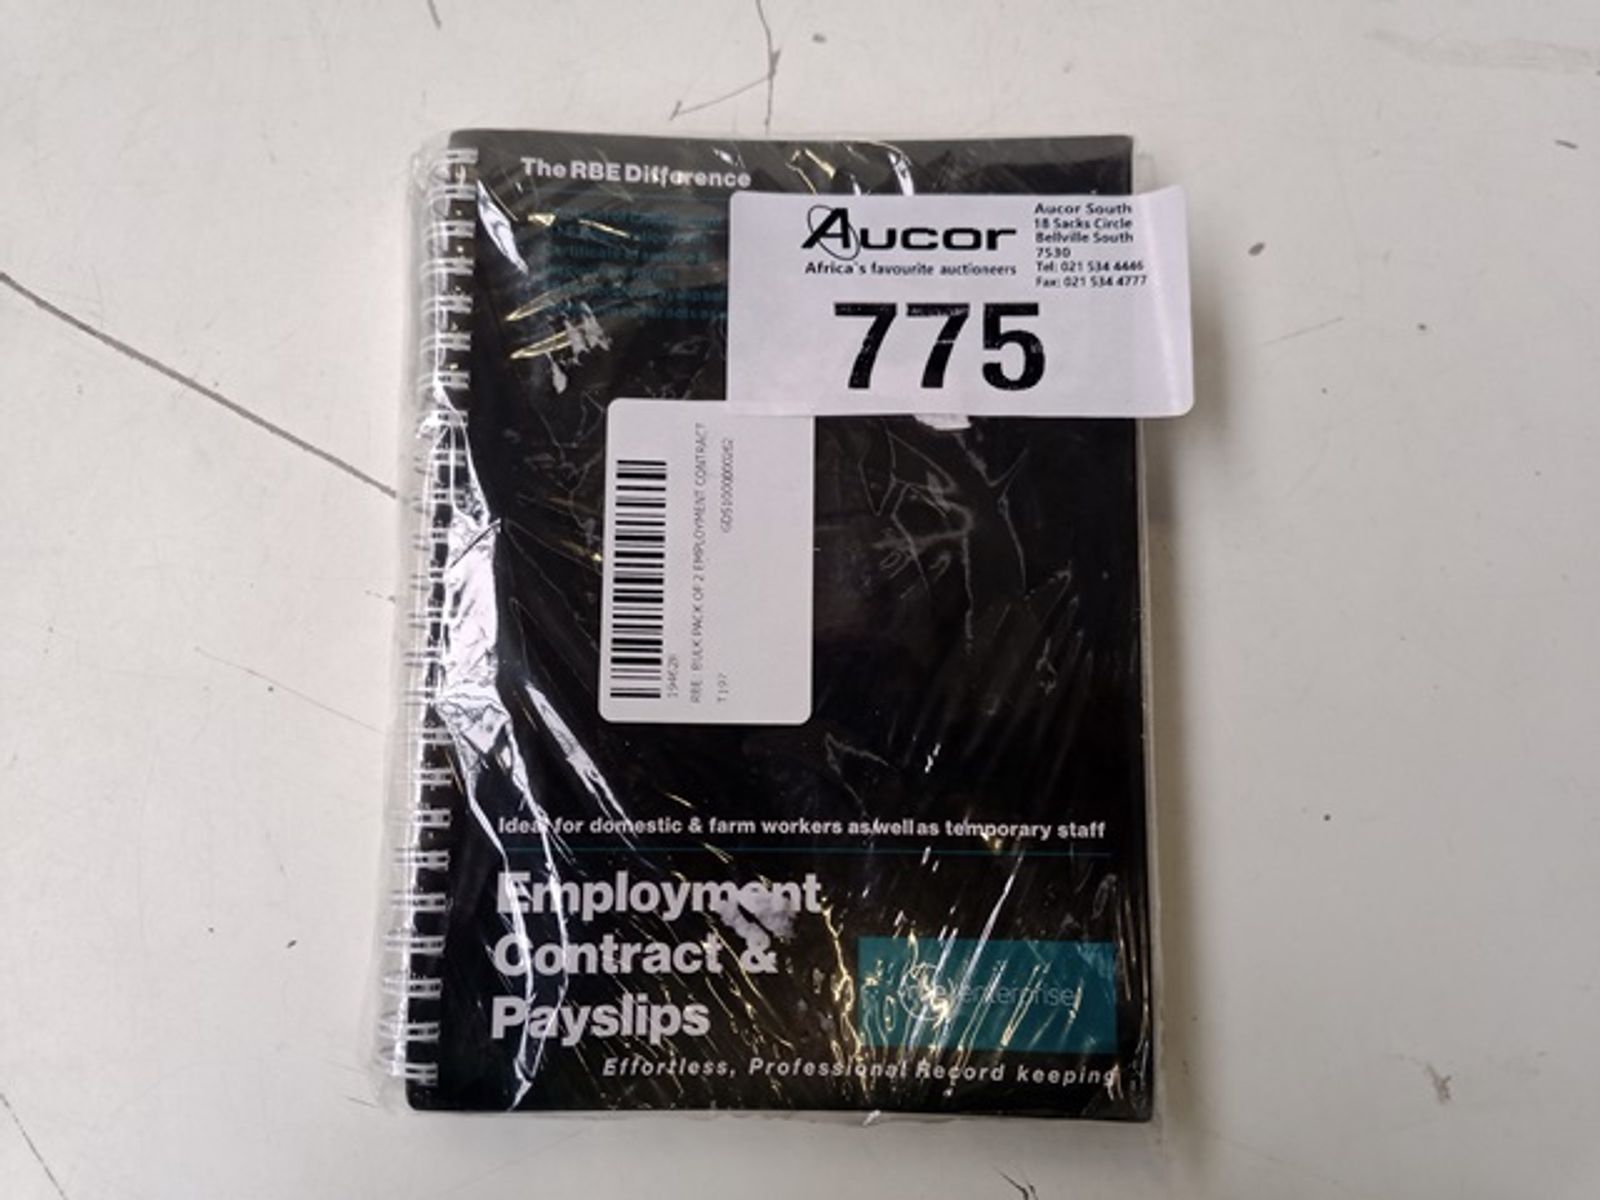 The RBE Difference
Aucor
Africa's favourite auctioneers
Aucor South
18 Sacks Circle
Bellville South
7530
Tel: 021 534 4446
Fax: 021 534 4777
775
RBE : BULK PACK OF 2 EMPLOYMENT CONTRACT
T197
Ideal for domestic & farm workers as well as temporary staff
Employment
Contract &
Payslips
enterprise
Effortless, Professional Record keeping